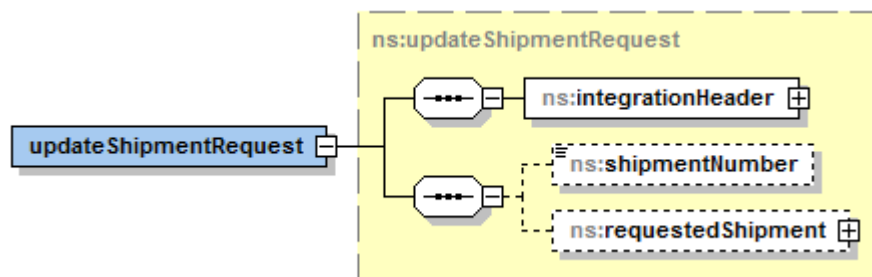 ns:updateShipmentRequest
ns:integrationHeader
updateShipmentRequest
ns:shipmentNumber
ns:requestedShipment